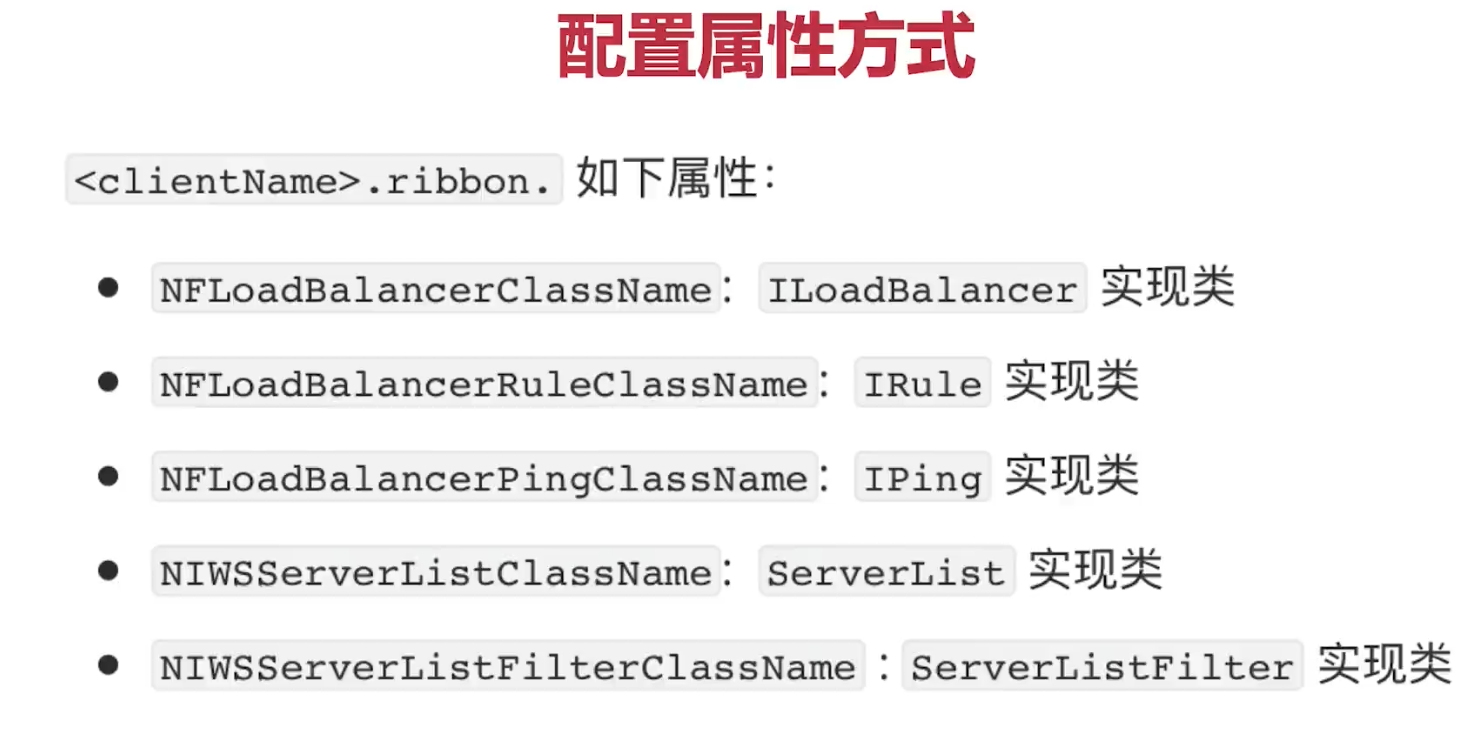 配置属性方式
<clientName>.ribbon. 如下属性：
NFLoadBalancerClassName： ILoadBalancer 实现类
NFLoadBalancerRuleClassName： IRule 实现类
NFLoadBalancerPingClassName： IPing 实现类
NIWSServerListClassName： ServerList 实现类
NIWSServerListFilterClassName : ServerListFilter 实现类